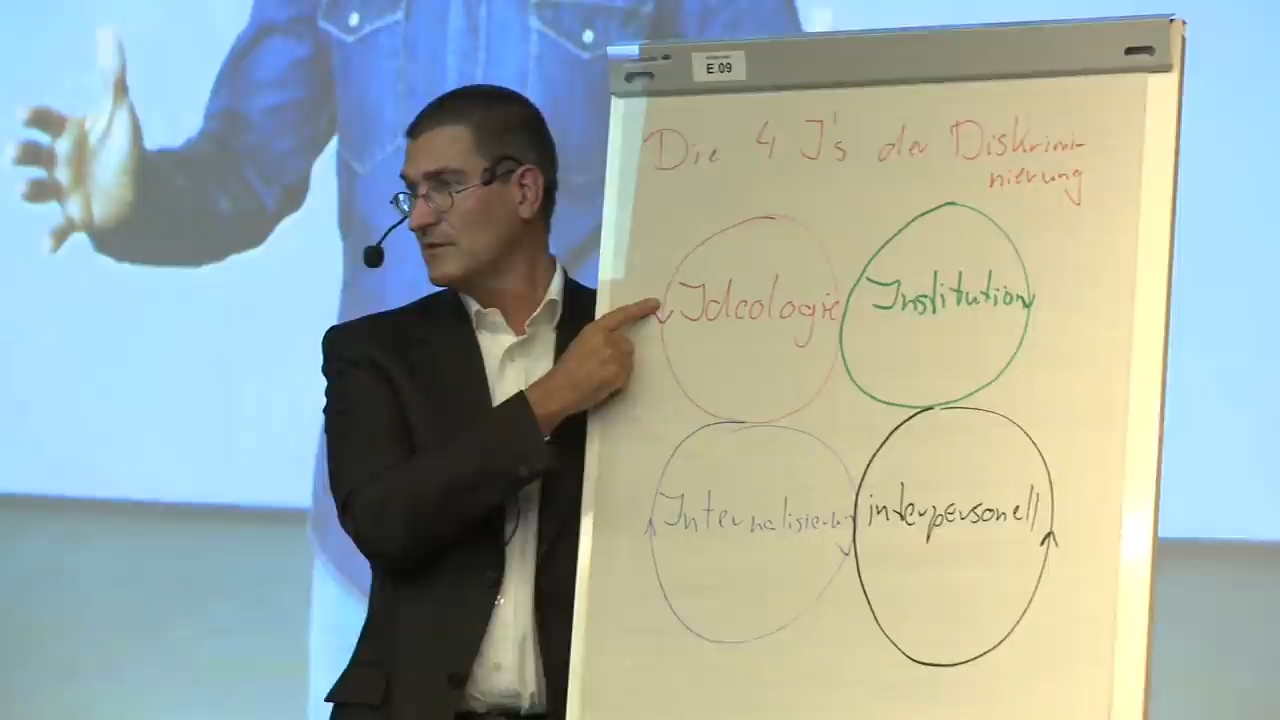 E.09
Die 4 I's der Diskrimi-
nierung
Ideologie
Institution
Internalisierung
interpersonell